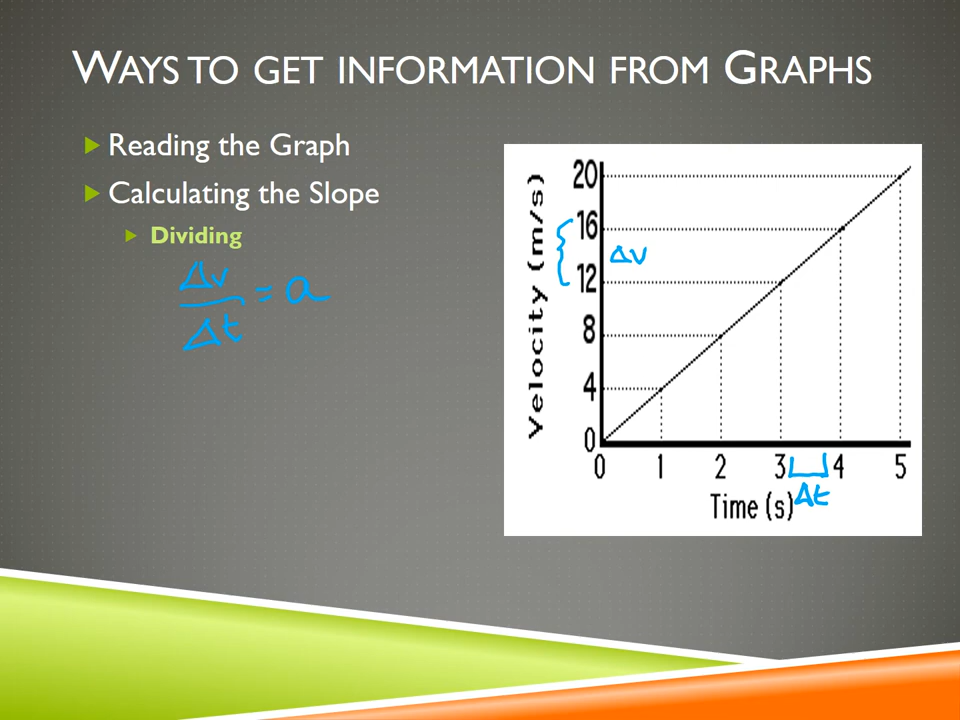 WAYS TO GET INFORMATION FROM GRAPHS
Reading the Graph
Calculating the Slope
Dividing
Δv
Δt
= a
Velocity (m/s)
20
16
12
8
4
0
Δv
0 1 2 3 4 5
Time (s)
Δt